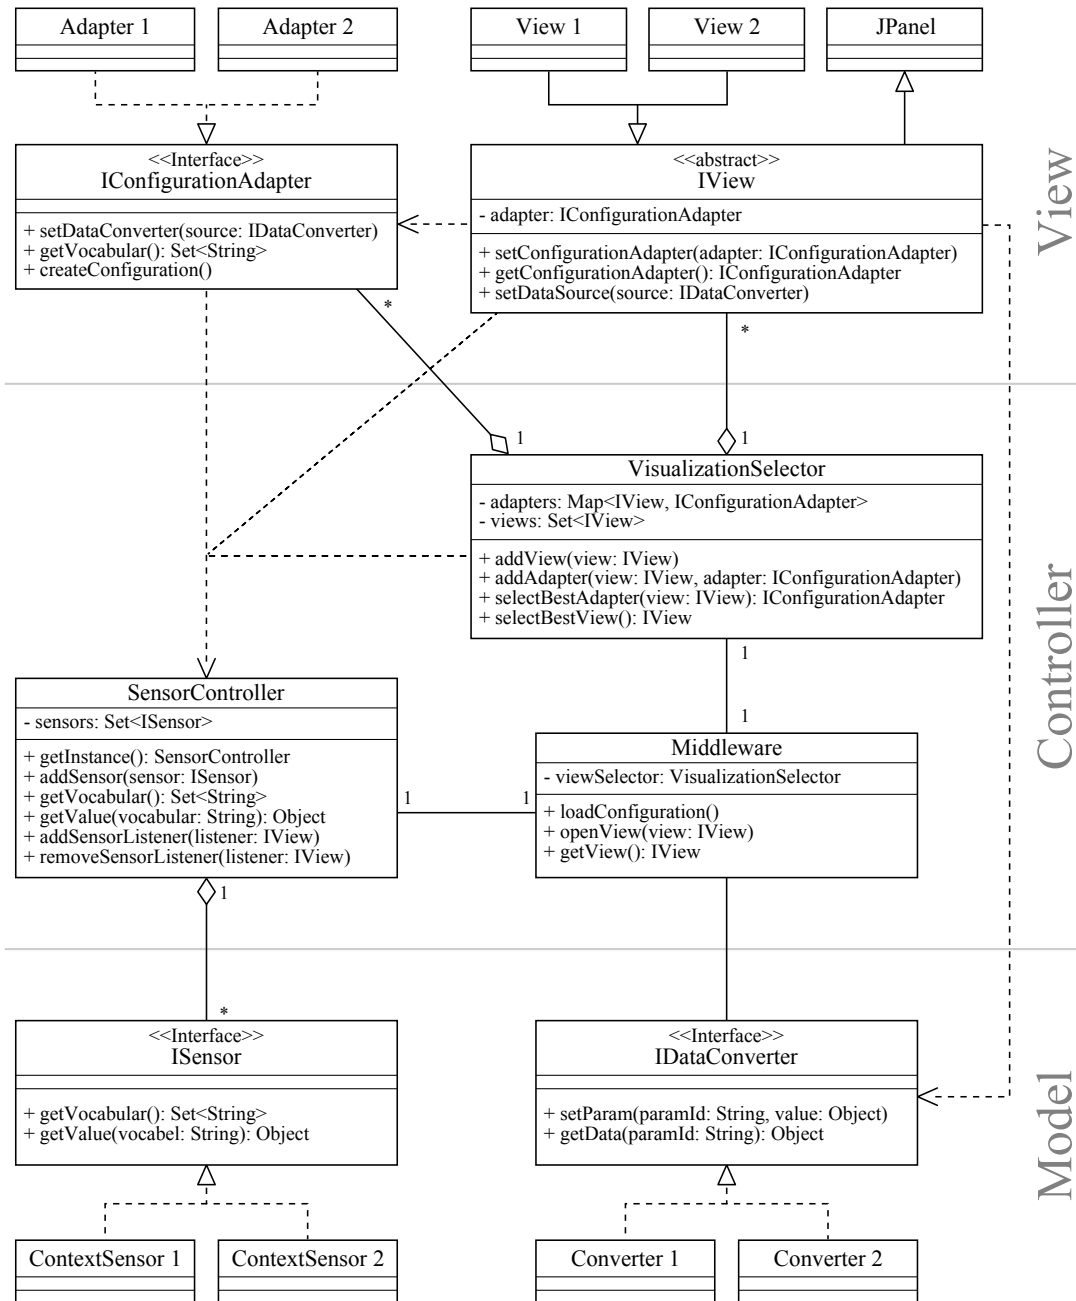 Adapter 1
Adapter 2
View 1
View 2
JPanel
<<Interface>>
IConfigurationAdapter
+ setDataConverter(source: IDataConverter)
+ getVocabular(): Set<String>
+ createConfiguration()
<<abstract>>
IView
- adapter: IConfigurationAdapter
+ setConfigurationAdapter(adapter: IConfigurationAdapter)
+ getConfigurationAdapter(): IConfigurationAdapter
+ setDataSource(source: IDataConverter)
View
*
*
1
1
VisualizationSelector
- adapters: Map<IView, IConfigurationAdapter>
- views: Set<IView>
+ addView(view: IView)
+ addAdapter(view: IView, adapter: IConfigurationAdapter)
+ selectBestAdapter(view: IView): IConfigurationAdapter
+ selectBestView(): IView
Controller
1
1
SensorController
- sensors: Set<ISensor>
+ getInstance(): SensorController
+ addSensor(sensor: ISensor)
+ getVocabular(): Set<String>
+ getValue(vocabular: String): Object
+ addSensorListener(listener: IView)
+ removeSensorListener(listener: IView)
1
1
Middleware
- viewSelector: VisualizationSelector
+ loadConfiguration()
+ openView(view: IView)
+ getView(): IView
1
*
<<Interface>>
ISensor
+ getVocabular(): Set<String>
+ getValue(vocabel: String): Object
<<Interface>>
IDataConverter
+ setParam(paramId: String, value: Object)
+ getData(paramId: String): Object
Model
ContextSensor 1
ContextSensor 2
Converter 1
Converter 2